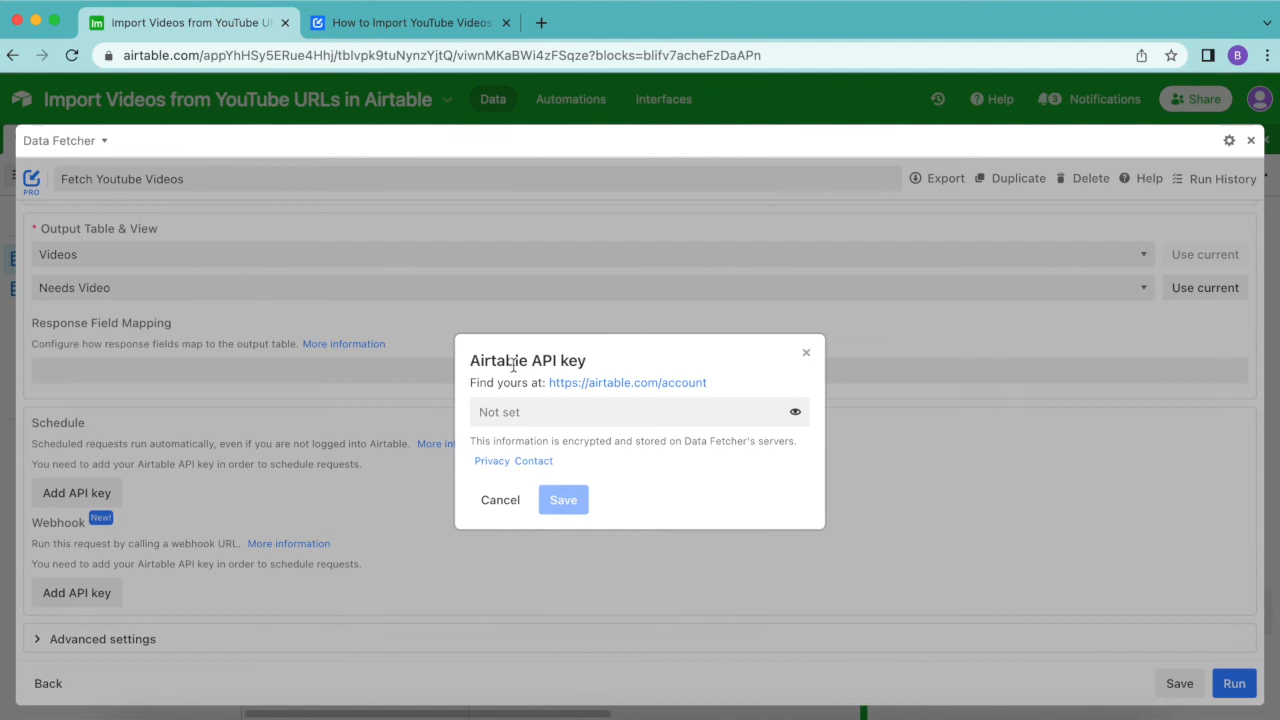 Import Videos from YouTube UR
How to Import YouTube Videos
airtable.com/appYhHSy5ERue4Hhj/tblvpk9tuNynzYjtQ/viwnMKaBWi4zFSqze?blocks=blifv7acheFzDaAPn
B
Import Videos from YouTube URLs in Airtable
Data
Automations
Interfaces
Help
3
Notifications
Share
Data Fetcher
PRO
Fetch Youtube Videos
Export
Duplicate
Delete
Help
Run History
* Output Table & View
Videos
Use current
Needs Video
Use current
Response Field Mapping
Configure how response fields map to the output table. More information
Airtable API key
Find yours at: https://airtable.com/account
Not set
This information is encrypted and stored on Data Fetcher's servers.
Privacy Contact
Cancel
Save
Schedule
Scheduled requests run automatically, even if you are not logged into Airtable. More in
You need to add your Airtable API key in order to schedule requests.
Add API key
Webhook New!
Run this request by calling a webhook URL. More information
You need to add your Airtable API key in order to schedule requests.
Add API key
Advanced settings
Back
Save
Run